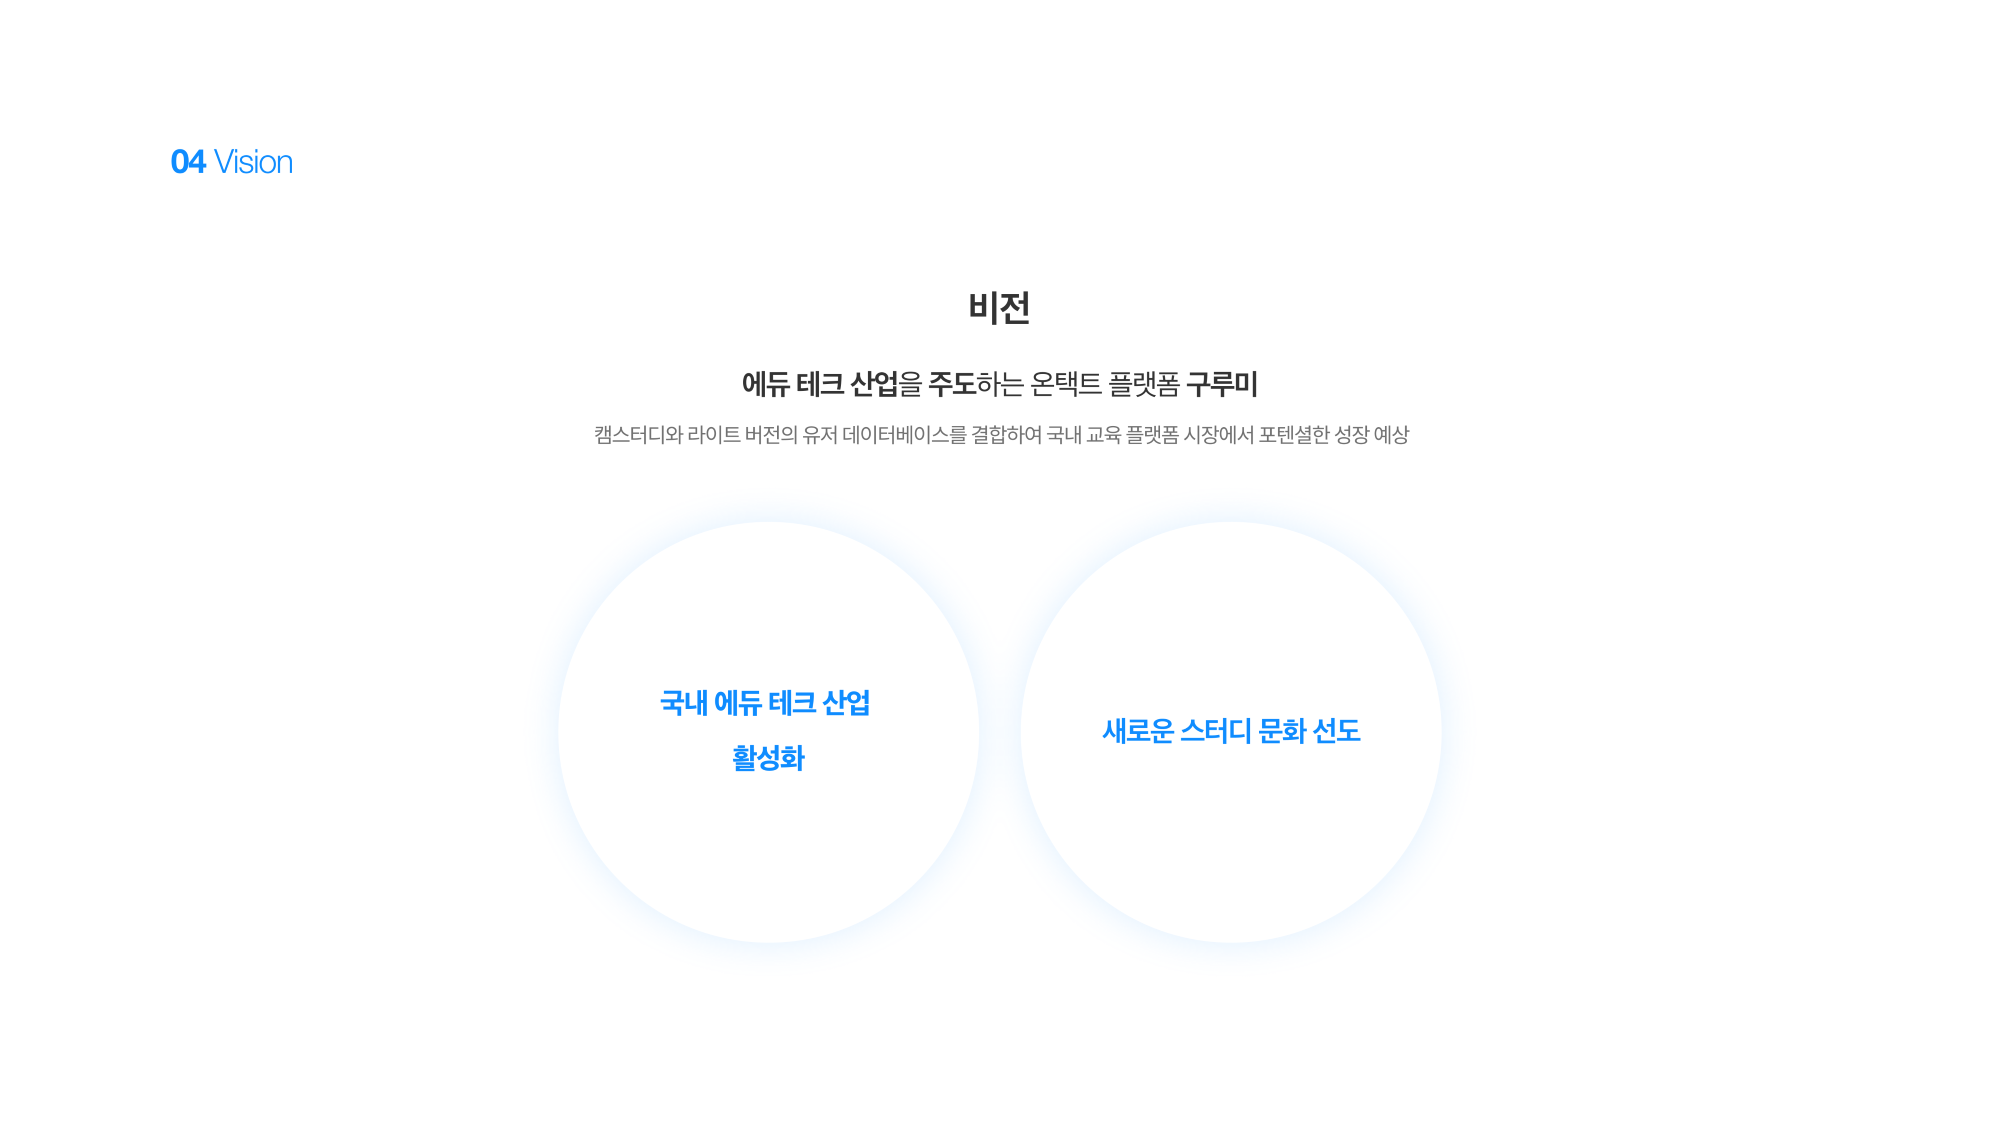 04 Vision
비전
에듀 테크 산업을 주도하는 온택트 플랫폼 구루미
캠스터디와 라이트 버전의 유저 데이터베이스를 결합하여 국내 교육 플랫폼 시장에서 포텐셜한 성장 예상
국내 에듀 테크 산업
활성화
새로운 스터디 문화 선도